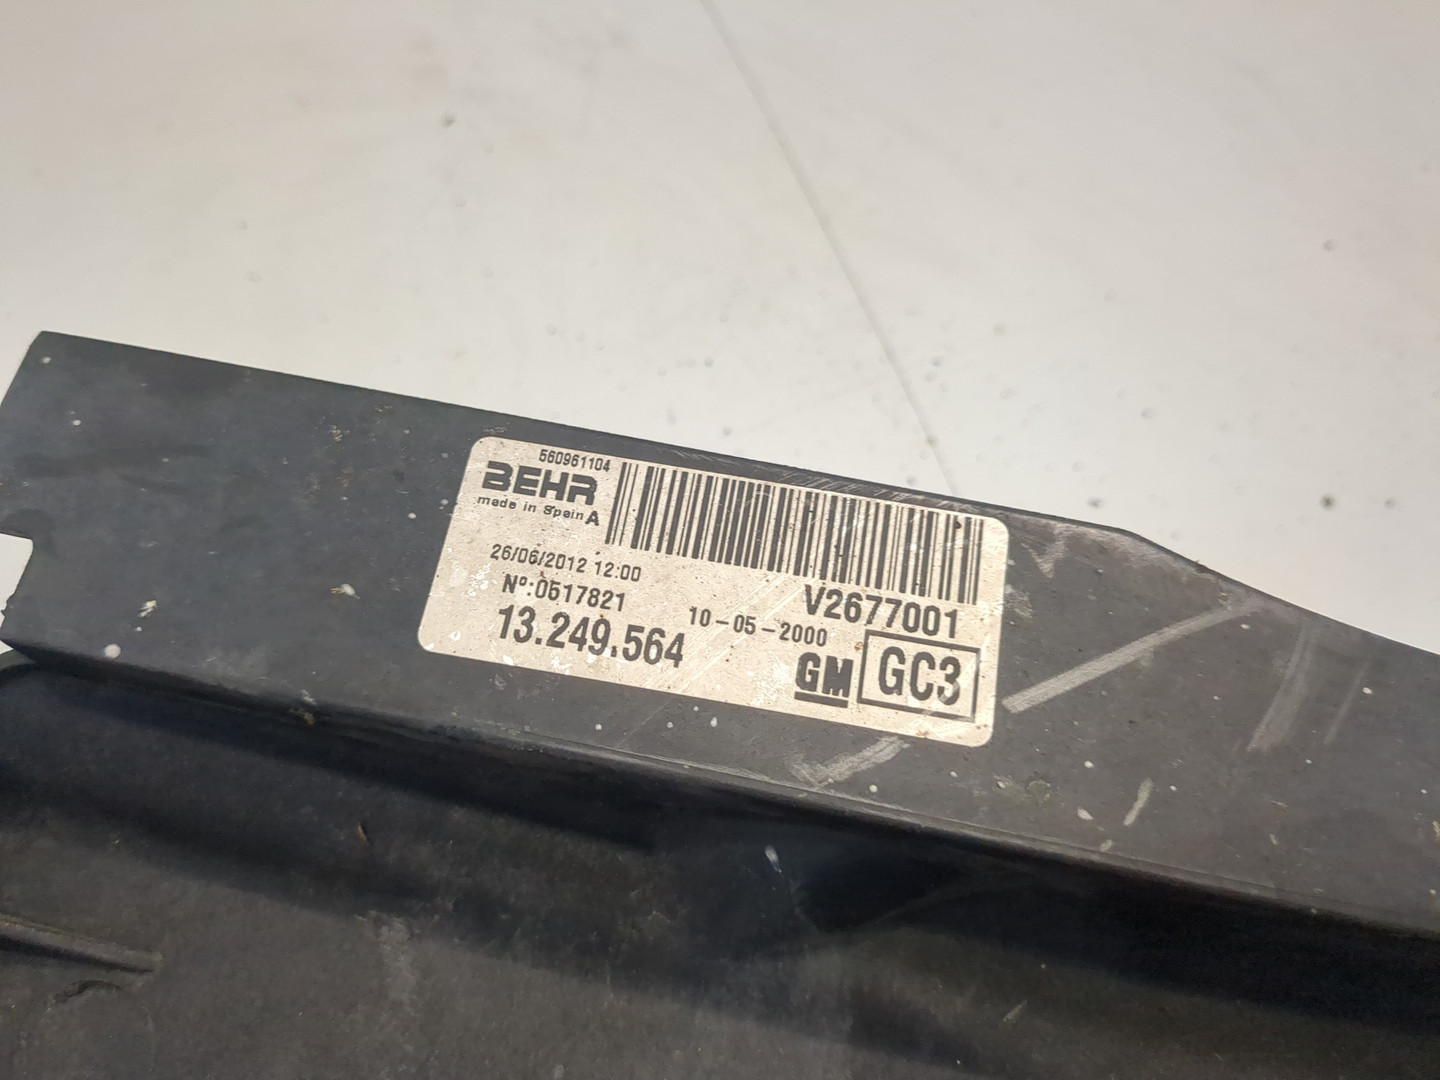 560961104
BEHR
made in Spain A
26/06/2012 12:00
Nº:0517821
V2677001
10-05-2000
13.249.564
GM GC3